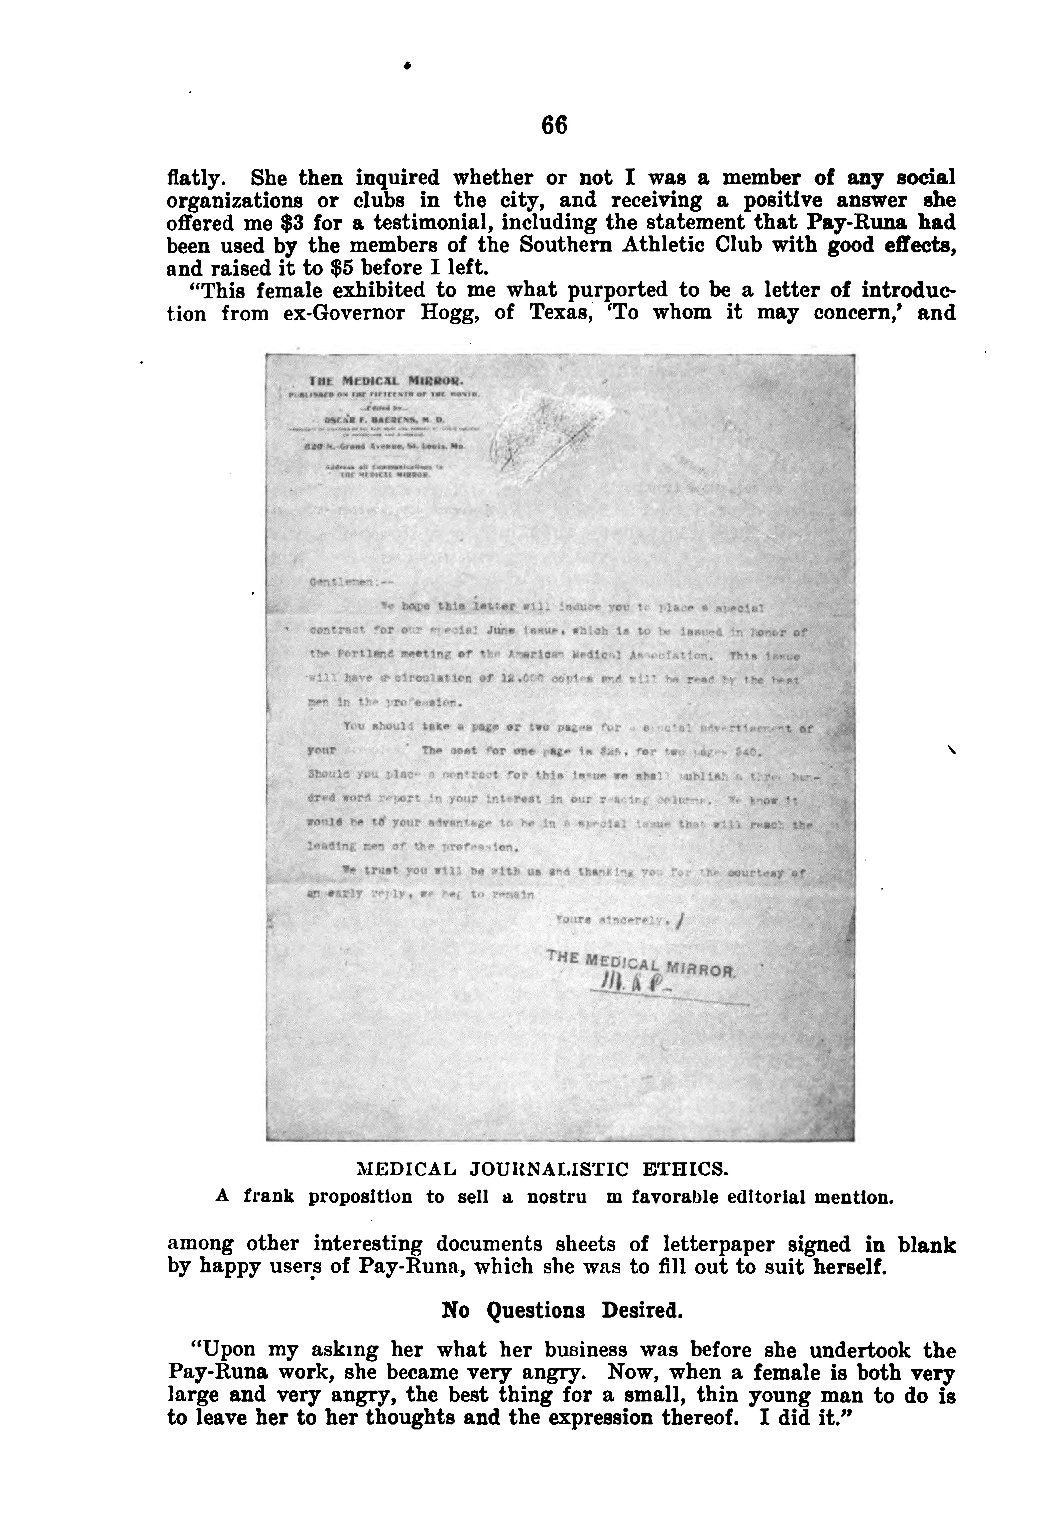 66
flatly. She then inquired whether or not I was a member of any social
organizations or clubs in the city, and receiving a positive answer she
offered me $3 for a testimonial, including the statement that Pay-Runa had
been used by the members of the Southern Athletic Club with good effects,
and raised it to $5 before I left.
"This female exhibited to me what purported to be a letter of introduc-
tion from ex-Governor Hogg, of Texas, 'To whom it may concern,' and
THE MEDICAL MIRROR.
PUBLISHED ON THE FIFTEENTH OF THE MONTH.
Edited by
OSCAR F. BAERENS, M. D.
620 N. Grand Avenue, St. Louis, Mo.
Address all Communications to
THE MEDICAL MIRROR.
Gentlemen:--
We hope this letter will induce you to place a special
contract for our special June issue, which is to be issued in honor of
the Portland meeting of the American Medical Association. This issue
will have a circulation of 12,000 copies and will be read by the best
men in the profession.
You should take a page or two pages for a special advertisement of
your The cost for one page is $25, for two pages $40.
Should you place a contract for this issue we shall publish a three hun-
dred word report in your interest in our reading columns. We know it
would be to your advantage to be in a special issue that will reach the
leading men of the profession.
We trust you will be with us and thanking you for the courtesy of
an early reply, we beg to remain
Yours sincerely,
THE MEDICAL MIRROR.
MEDICAL JOURNALISTIC ETHICS.
A frank proposition to sell a nostru m favorable editorial mention.
among other interesting documents sheets of letterpaper signed in blank
by happy users of Pay-Runa, which she was to fill out to suit herself.
No Questions Desired.
"Upon my asking her what her business was before she undertook the
Pay-Runa work, she became very angry. Now, when a female is both very
large and very angry, the best thing for a small, thin young man to do is
to leave her to her thoughts and the expression thereof. I did it."